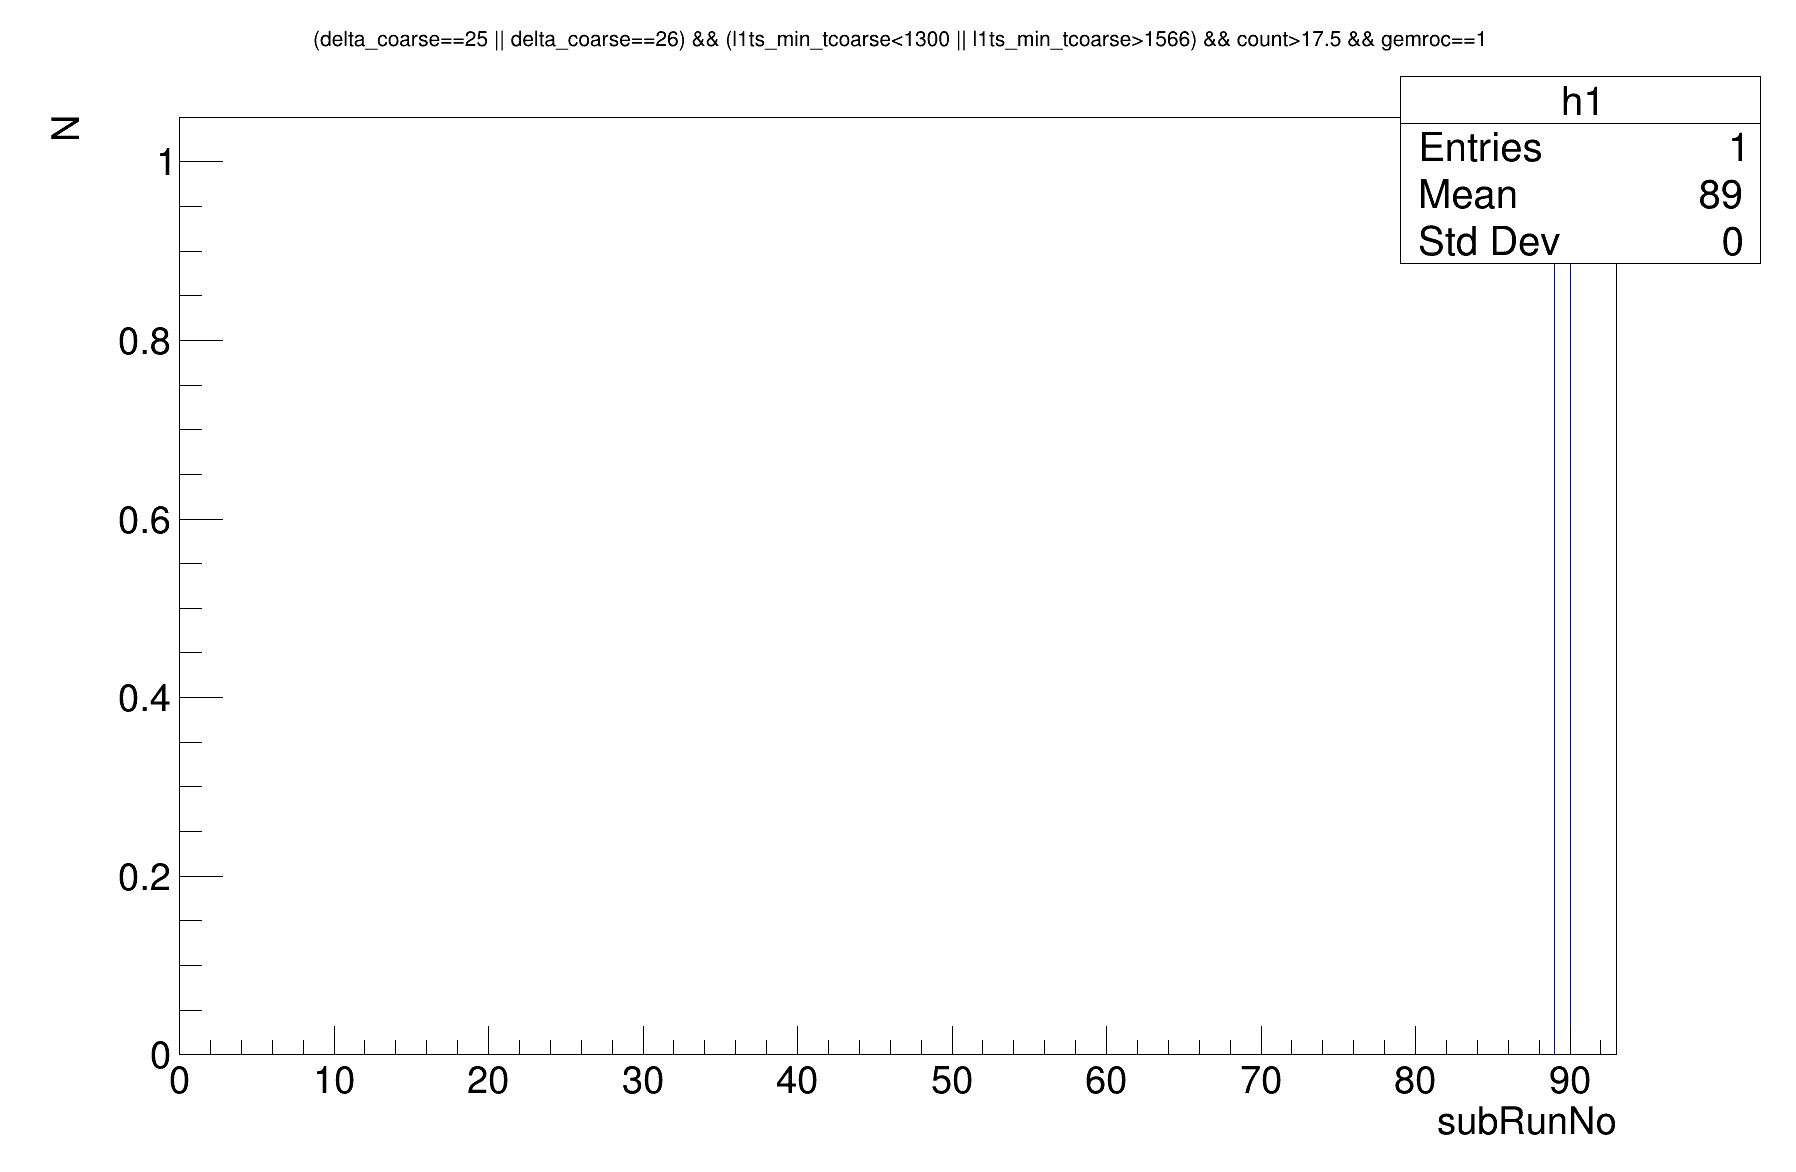 (delta_coarse==25 || delta_coarse==26) && (l1ts_min_tcoarse<1300 || l1ts_min_tcoarse>1566) && count>17.5 && gemroc==1
N
h1
Entries 1
Mean 89
Std Dev 0
1
0.8
0.6
0.4
0.2
0
0 10 20 30 40 50 60 70 80 90
subRunNo